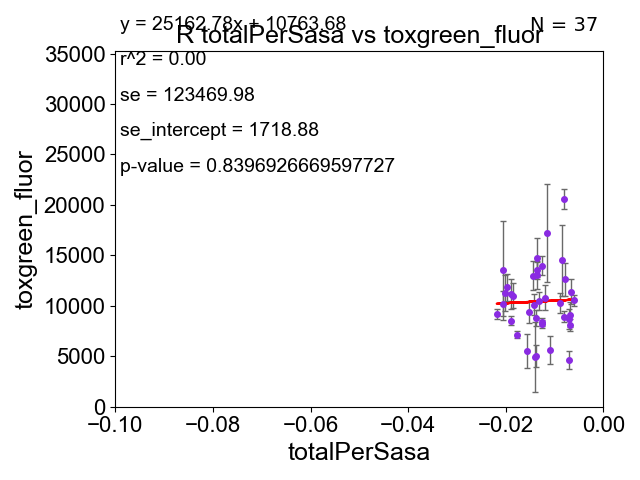 y = 25162.78x + 10763.68
N = 37
R totalPerSasa vs toxgreen_fluor
r^2 = 0.00
se = 123469.98
se_intercept = 1718.88
p-value = 0.8396926669597727
35000
30000
25000
20000
15000
10000
5000
0
toxgreen_fluor
−0.10 −0.08 −0.06 −0.04 −0.02 0.00
totalPerSasa